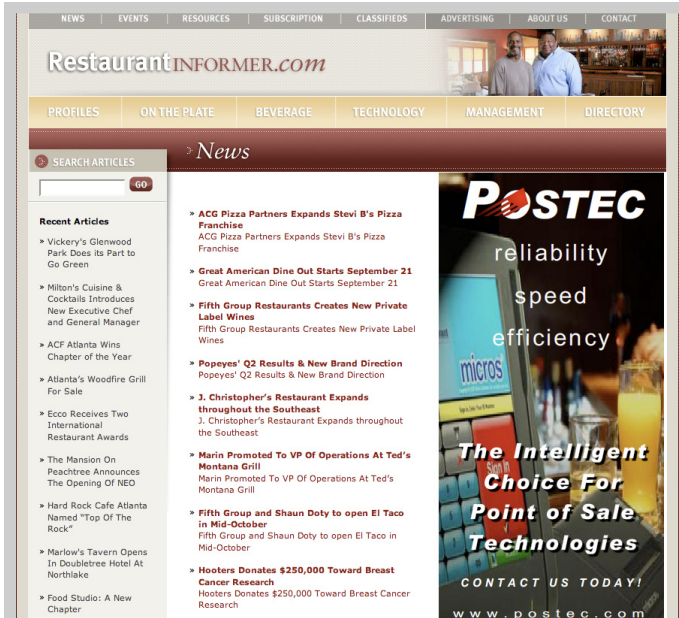 NEWS EVENTS RESOURCES SUBSCRIPTION CLASSIFIEDS ADVERTISING ABOUT US CONTACT
RestaurantINFORMER.com
PROFILES ON THE PLATE BEVERAGE TECHNOLOGY MANAGEMENT DIRECTORY
News
SEARCH ARTICLES
GO
Recent Articles
» Vickery's Glenwood
Park Does its Part to
Go Green
» Milton's Cuisine &
Cocktails Introduces
New Executive Chef
and General Manager
» ACF Atlanta Wins
Chapter of the Year
» Atlanta's Woodfire Grill
For Sale
» Ecco Receives Two
International
Restaurant Awards
» The Mansion On
Peachtree Announces
The Opening Of NEO
» Hard Rock Cafe Atlanta
Named “Top Of The
Rock”
» Marlow's Tavern Opens
In Doubletree Hotel At
Northlake
» Food Studio: A New
Chapter
» ACG Pizza Partners Expands Stevi B's Pizza
Franchise
ACG Pizza Partners Expands Stevi B's Pizza
Franchise
» Great American Dine Out Starts September 21
Great American Dine Out Starts September 21
» Fifth Group Restaurants Creates New Private
Label Wines
Fifth Group Restaurants Creates New Private Label
Wines
» Popeyes' Q2 Results & New Brand Direction
Popeyes' Q2 Results & New Brand Direction
» J. Christopher's Restaurant Expands
throughout the Southeast
J. Christopher's Restaurant Expands throughout
the Southeast
» Marin Promoted To VP Of Operations At Ted's
Montana Grill
Marin Promoted To VP Of Operations At Ted's
Montana Grill
» Fifth Group and Shaun Doty to open El Taco
in Mid-October
Fifth Group and Shaun Doty to open El Taco in
Mid-October
» Hooters Donates $250,000 Toward Breast
Cancer Research
Hooters Donates $250,000 Toward Breast Cancer
Research
POSTEC
reliability
speed
efficiency
micros
Sign In
The Intelligent
Choice For
Point of Sale
Technologies
CONTACT US TODAY!
www.postec.com